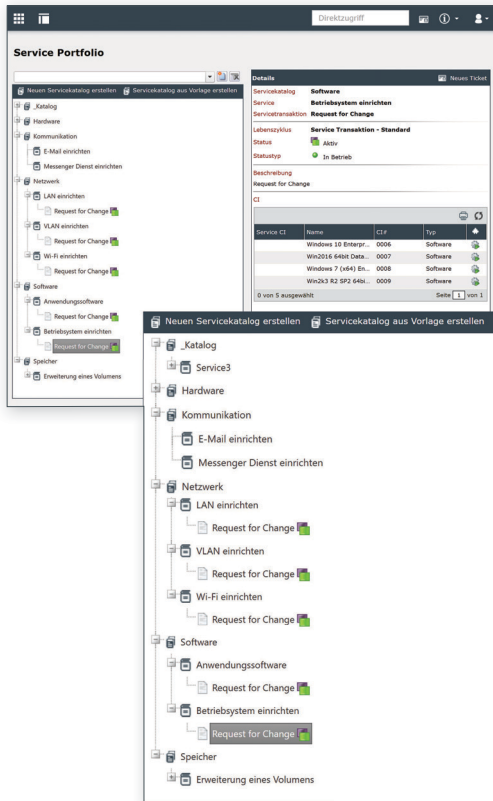 Direktzugriff
Service Portfolio
Neuen Servicekatalog erstellen Servicekatalog aus Vorlage erstellen
_Katalog
Hardware
Kommunikation
E-Mail einrichten
Messenger Dienst einrichten
Netzwerk
LAN einrichten
Request for Change
VLAN einrichten
Request for Change
Wi-Fi einrichten
Request for Change
Software
Anwendungssoftware
Request for Change
Betriebsystem einrichten
Request for Change
Speicher
Erweiterung eines Volumens
Details Neues Ticket
Servicekatalog Software
Service Betriebsystem einrichten
Servicetransaktion Request for Change
Lebenszyklus Service Transaktion - Standard
Status Aktiv
Statustyp In Betrieb
Beschreibung
Request for Change
CI
Service CI Name CI# Typ
Windows 10 Enterpr... 0006 Software
Win2016 64bit Data... 0007 Software
Windows 7 (x64) En... 0008 Software
Win2k3 R2 SP2 64bi... 0009 Software
0 von 5 ausgewählt Seite 1 von 1
Neuen Servicekatalog erstellen Servicekatalog aus Vorlage erstellen
_Katalog
Service3
Hardware
Kommunikation
E-Mail einrichten
Messenger Dienst einrichten
Netzwerk
LAN einrichten
Request for Change
VLAN einrichten
Request for Change
Wi-Fi einrichten
Request for Change
Software
Anwendungssoftware
Request for Change
Betriebsystem einrichten
Request for Change
Speicher
Erweiterung eines Volumens